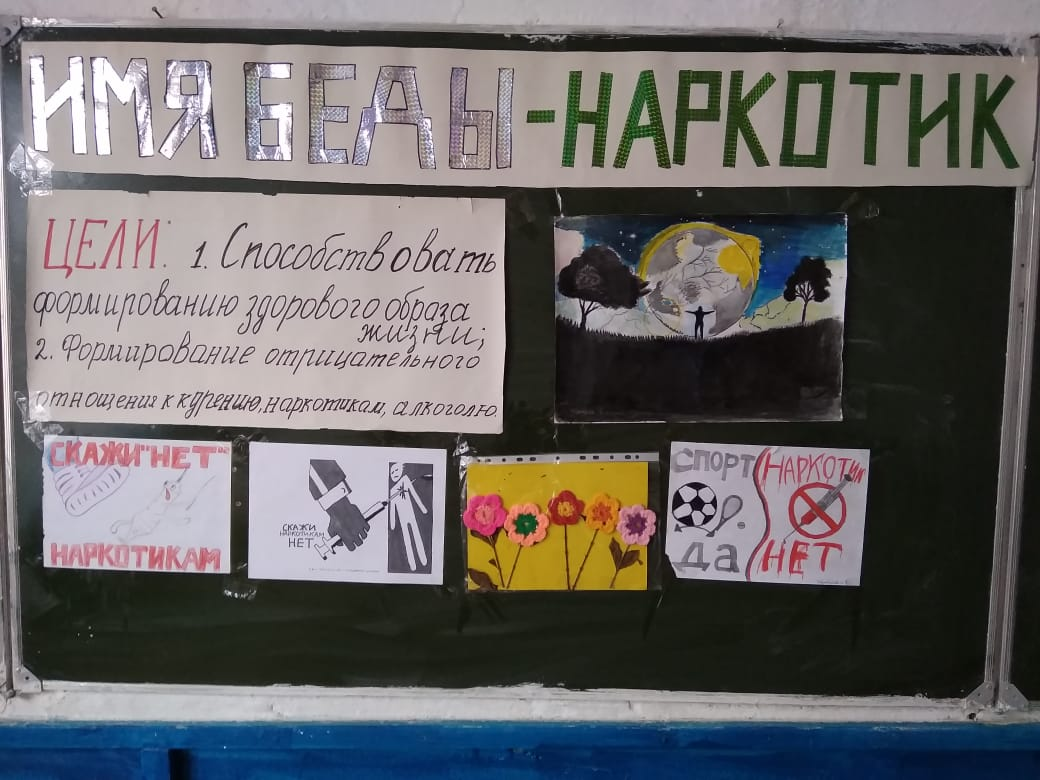 ИМЯ БЕДЫ-НАРКОТИК
ЦЕЛИ: 1. Способствовать
формированию здорового образа
жизни;
2. Формирование отрицательного
отношения к курению, наркотикам, алкоголю.
СКАЖИ "НЕТ"
НАРКОТИКАМ
СКАЖИ
НАРКОТИКАМ
НЕТ
СПОРТ
ДА
НАРКОТИК
НЕТ